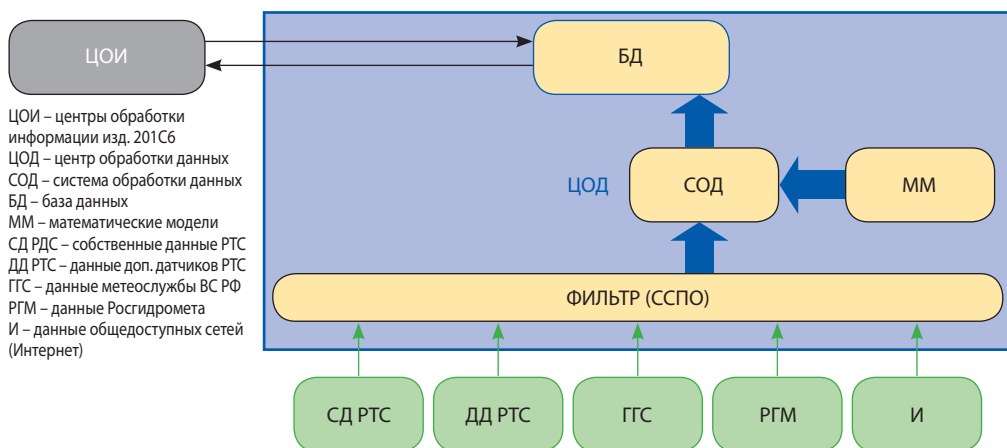 ЦОИ
БД
ЦОИ – центры обработки
информации изд. 201С6
ЦОД – центр обработки данных
СОД – система обработки данных
БД – база данных
ММ – математические модели
СД РДС – собственные данные РТС
ДД РТС – данные доп. датчиков РТС
ГГС – данные метеослужбы ВС РФ
РГМ – данные Росгидромета
И – данные общедоступных сетей
(Интернет)
ЦОД
СОД
ММ
ФИЛЬТР (ССПО)
СД РТС
ДД РТС
ГГС
РГМ
И